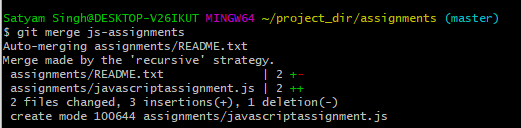 Satyam Singh@DESKTOP-V26IKUT MINGW64 ~/project_dir/assignments (master)
$ git merge js-assignments
Auto-merging assignments/README.txt
Merge made by the 'recursive' strategy.
 assignments/README.txt             | 2 +-
 assignments/javascriptassignment.js | 2 ++
 2 files changed, 3 insertions(+), 1 deletion(-)
 create mode 100644 assignments/javascriptassignment.js